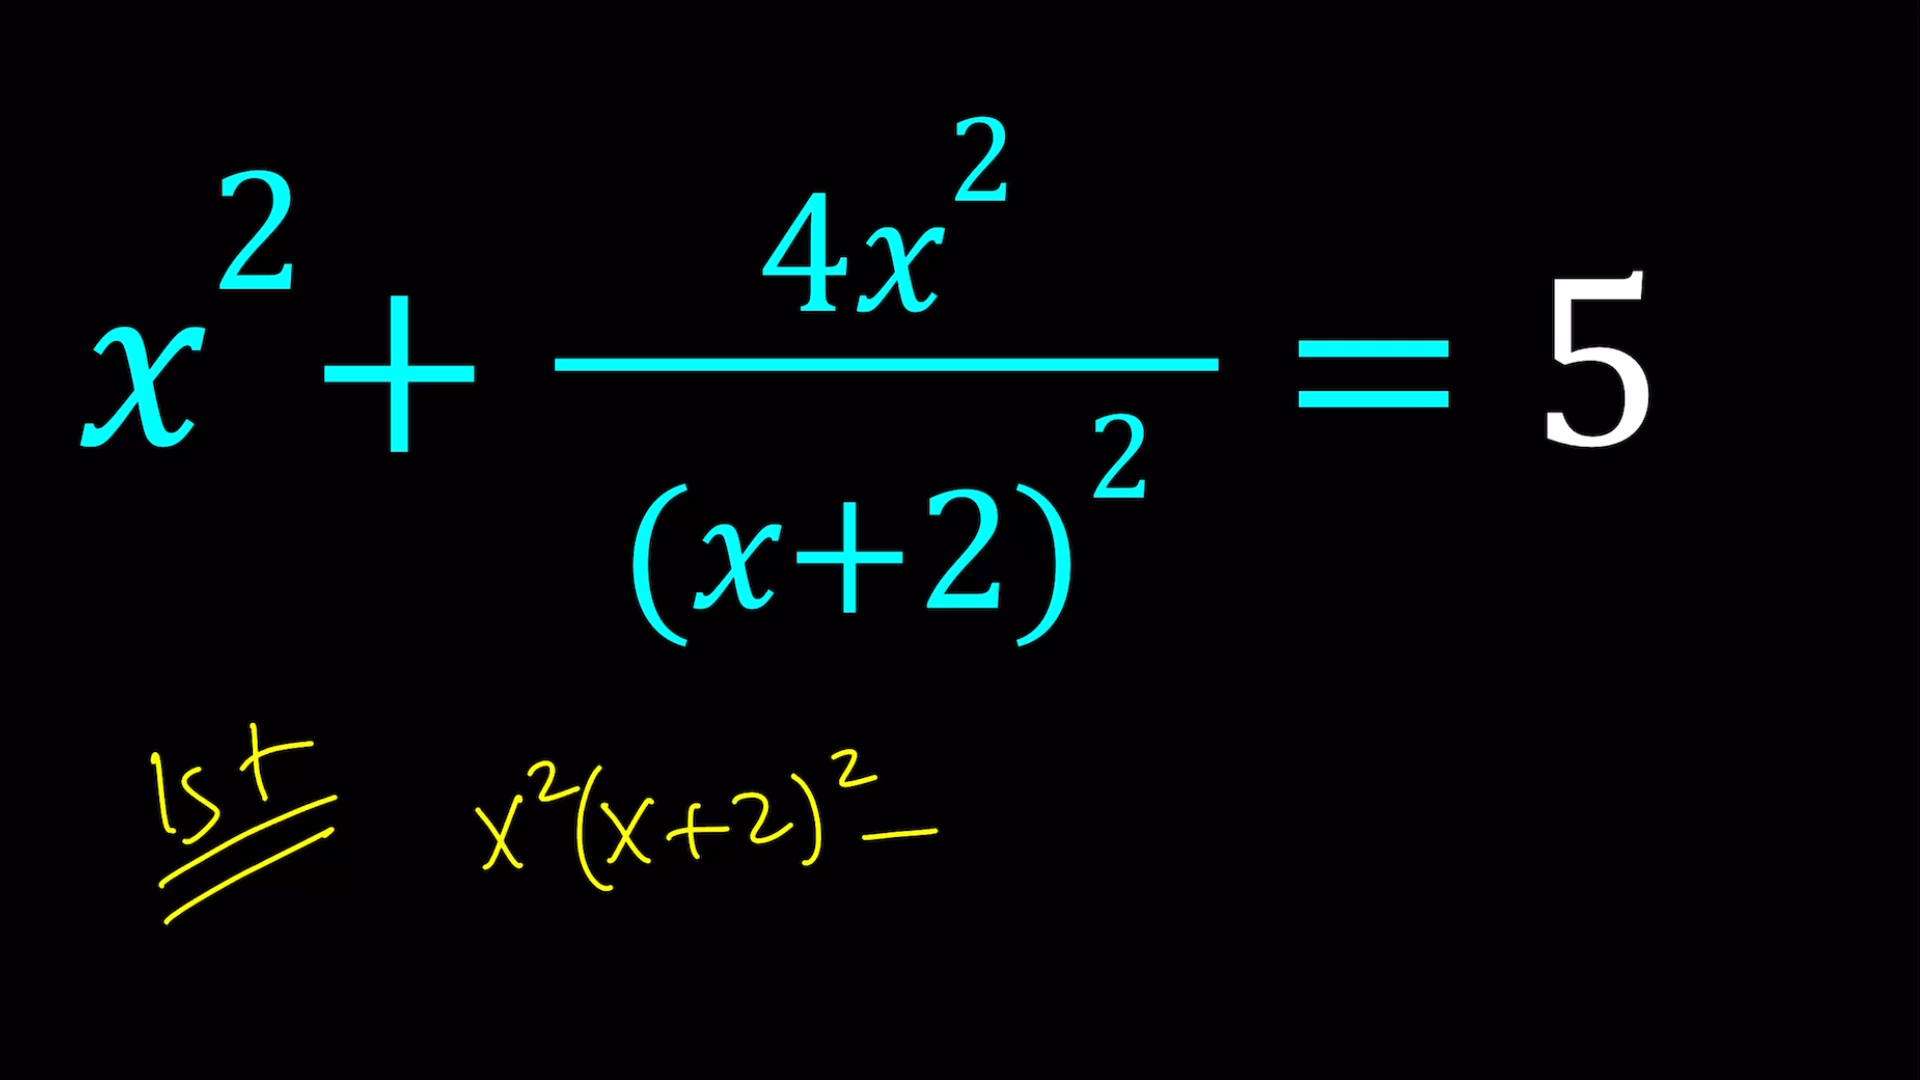 x² + 4x²/(x+2)² = 5
1st x²(x+2)² –